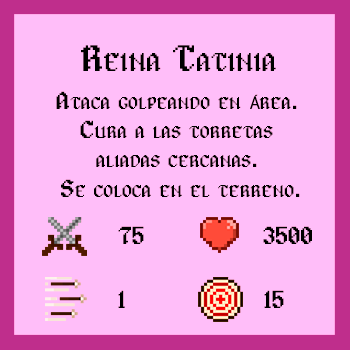 Reina Tatinia
Ataca golpeando en área.
Cura a las torretas
aliadas cercanas.
Se coloca en el terreno.
75 3500
1 15